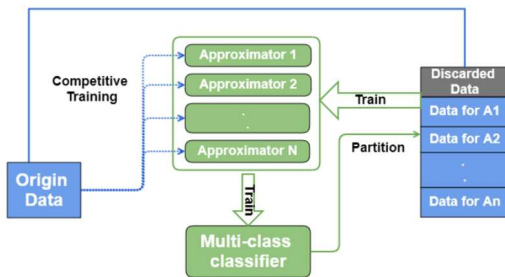 Approximator 1
Competitive
Training
Approximator 2
.
.
Approximator N
Origin
Data
Train
Multi-class
classifier
Train
Partition
Discarded
Data
Data for A1
Data for A2
.
.
Data for An